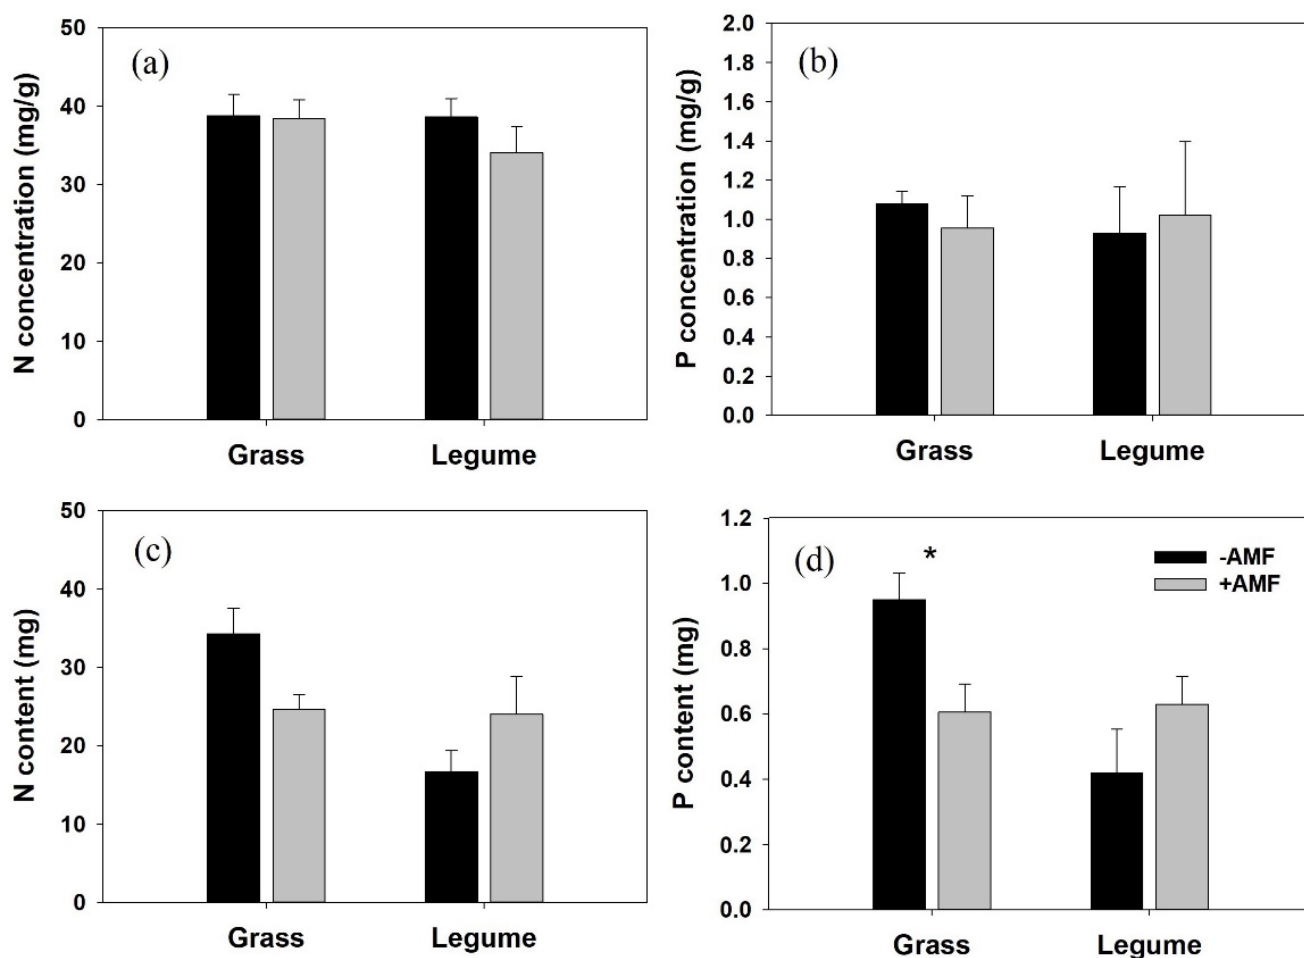 (a)
N concentration (mg/g)
50
40
30
20
10
0
Grass Legume
(b)
P concentration (mg/g)
2.0
1.8
1.6
1.4
1.2
1.0
0.8
0.6
0.4
0.2
0.0
Grass Legume
(c)
N content (mg)
50
40
30
20
10
0
Grass Legume
(d)
P content (mg)
1.2
1.0
0.8
0.6
0.4
0.2
0.0
*
-AMF
+AMF
Grass Legume